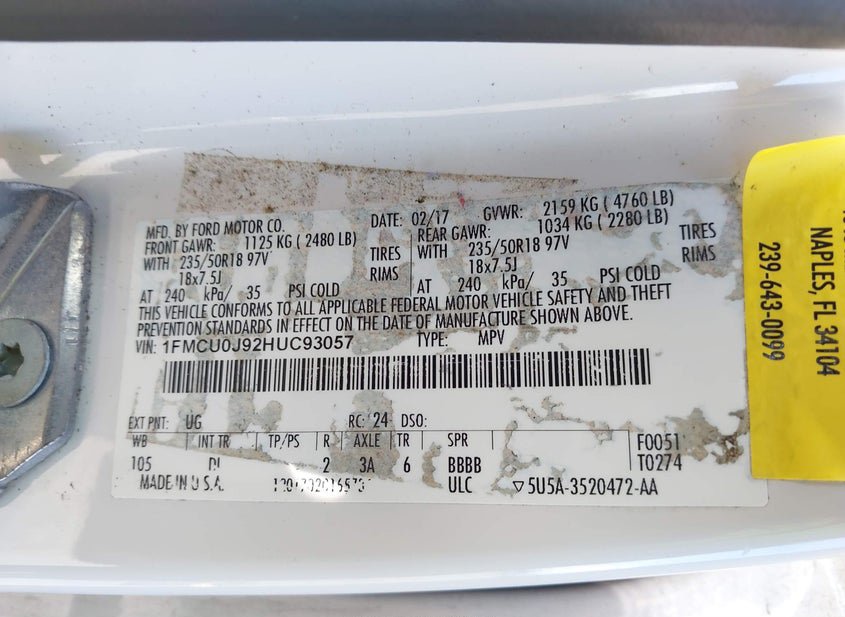 MFD. BY FORD MOTOR CO.
DATE: 02/17 GVWR: 2159 KG ( 4760 LB)
FRONT GAWR: 1125 KG ( 2480 LB)
REAR GAWR: 1034 KG ( 2280 LB)
WITH 235/50R18 97V TIRES
WITH 235/50R18 97V TIRES
18x7.5J RIMS
18x7.5J RIMS
AT 240 kPa/ 35 PSI COLD
AT 240 kPa/ 35 PSI COLD
THIS VEHICLE CONFORMS TO ALL APPLICABLE FEDERAL MOTOR VEHICLE SAFETY AND THEFT
PREVENTION STANDARDS IN EFFECT ON THE DATE OF MANUFACTURE SHOWN ABOVE.
VIN: 1FMCU0J92HUC93057 TYPE: MPV
EXT PNT: UG RC: 24 DSO:
WB INT TR TP/PS R AXLE TR SPR
F0051
105 2 3A 6 BBBB
T0274
MADE IN U.S.A. ULC ▽5U5A-3520472-AA
NAPLES, FL 34104
239-643-0099